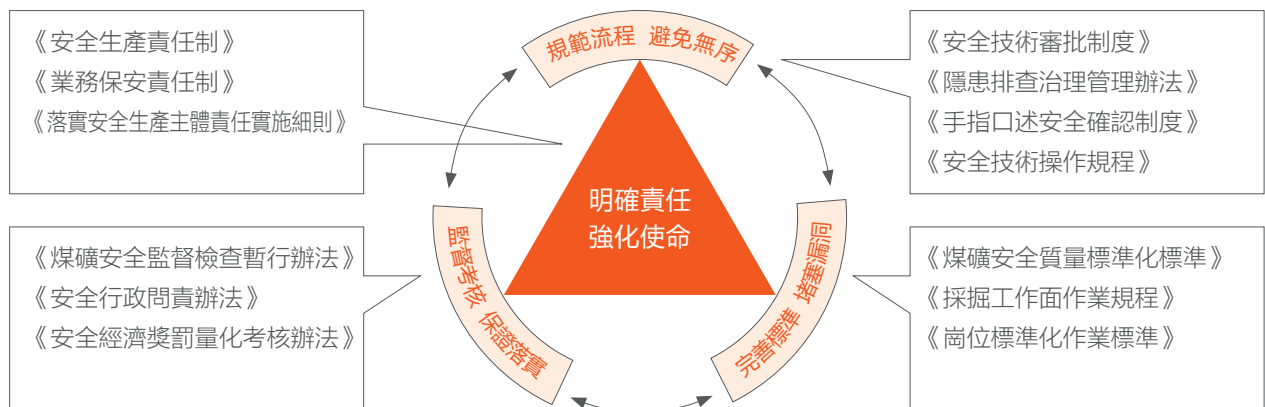 《安全生產責任制》
《業務保安責任制》
《落實安全生產主體責任實施細則》
規範流程 避免無序
《安全技術審批制度》
《隱患排查治理管理辦法》
《手指口述安全確認制度》
《安全技術操作規程》
明確責任
強化使命
《煤礦安全監督檢查暫行辦法》
《安全行政問責辦法》
《安全經濟獎罰量化考核辦法》
監督考核 保證落實
完善標準 堵塞漏洞
《煤礦安全質量標準化標準》
《採掘工作面作業規程》
《崗位標準化作業標準》